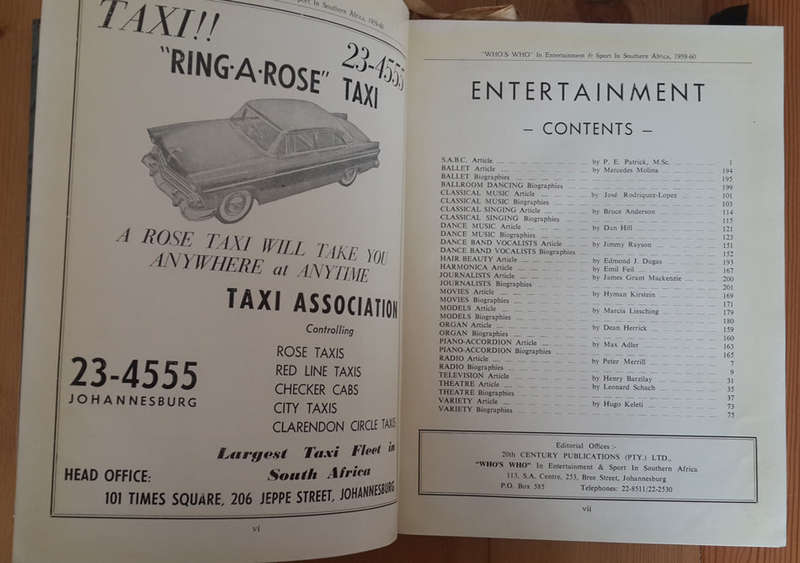 Sport In Southern Africa, 1959-60
TAXI!!
23-4555
"RING-A-ROSE" TAXI
A ROSE TAXI WILL TAKE YOU
ANYWHERE at ANYTIME
TAXI ASSOCIATION
Controlling
ROSE TAXIS
RED LINE TAXIS
CHECKER CABS
CITY TAXIS
CLARENDON CIRCLE TAXIS
23-4555
JOHANNESBURG
Largest Taxi Fleet in
South Africa
HEAD OFFICE:
101 TIMES SQUARE, 206 JEPPE STREET, JOHANNESBURG
vi
"WHO'S WHO" In Entertainment & Sport In Southern Africa, 1959-60
ENTERTAINMENT
— CONTENTS —
S.A.B.C. Article by P. E. Patrick, M.Sc. 1
BALLET Article by Mercedes Molina 194
BALLET Biographies 195
BALLROOM DANCING Biographies 199
CLASSICAL MUSIC Article by José Rodriquez-Lopez 101
CLASSICAL MUSIC Biographies 103
CLASSICAL SINGING Article by Bruce Anderson 114
CLASSICAL SINGING Biographies 115
DANCE MUSIC Article by Dan Hill 121
DANCE MUSIC Biographies 123
DANCE BAND VOCALISTS Article by Jimmy Rayson 151
DANCE BAND VOCALISTS Biographies 152
HAIR BEAUTY Article by Edmond J. Dugas 193
HARMONICA Article by Emil Feil 167
JOURNALISTS Article by James Grant Mackenzie 200
JOURNALISTS Biographies 201
MOVIES Article by Hyman Kirstein 169
MOVIES Biographies 171
MODELS Article by Marcia Liesching 179
MODELS Biographies 180
ORGAN Article by Dean Herrick 159
ORGAN Biographies 160
PIANO-ACCORDION Article by Max Adler 163
PIANO-ACCORDION Biographies 165
RADIO Article by Peter Merrill 7
RADIO Biographies 9
TELEVISION Article by Henry Barzilay 31
THEATRE Article by Leonard Schach 35
THEATRE Biographies 37
VARIETY Article by Hugo Keleti 73
VARIETY Biographies 75
Editorial Offices :-
20th CENTURY PUBLICATIONS (PTY.) LTD.,
"WHO'S WHO" In Entertainment & Sport In Southern Africa
113, S.A. Centre, 253, Bree Street, Johannesburg
P.O. Box 585 Telephones: 22-8511/22-2530
vii